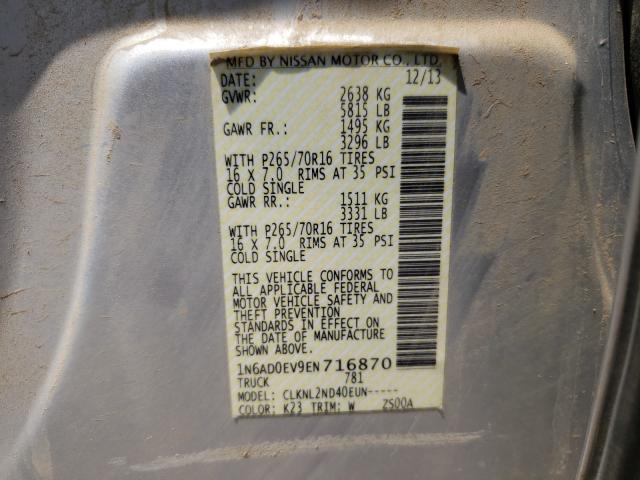 MFD BY NISSAN MOTOR CO., LTD.
DATE: 12/13
GVWR: 2638 KG
5815 LB
GAWR FR.: 1495 KG
3296 LB
WITH P265/70R16 TIRES
16 X 7.0 RIMS AT 35 PSI
COLD SINGLE
GAWR RR.: 1511 KG
3331 LB
WITH P265/70R16 TIRES
16 X 7.0 RIMS AT 35 PSI
COLD SINGLE
THIS VEHICLE CONFORMS TO
ALL APPLICABLE FEDERAL
MOTOR VEHICLE SAFETY AND
THEFT PREVENTION
STANDARDS IN EFFECT ON
THE DATE OF MANUFACTURE
SHOWN ABOVE.
1N6AD0EV9EN716870
TRUCK 781
MODEL: CLKNL2ND40EUN-----
COLOR: K23 TRIM: W ZS00A